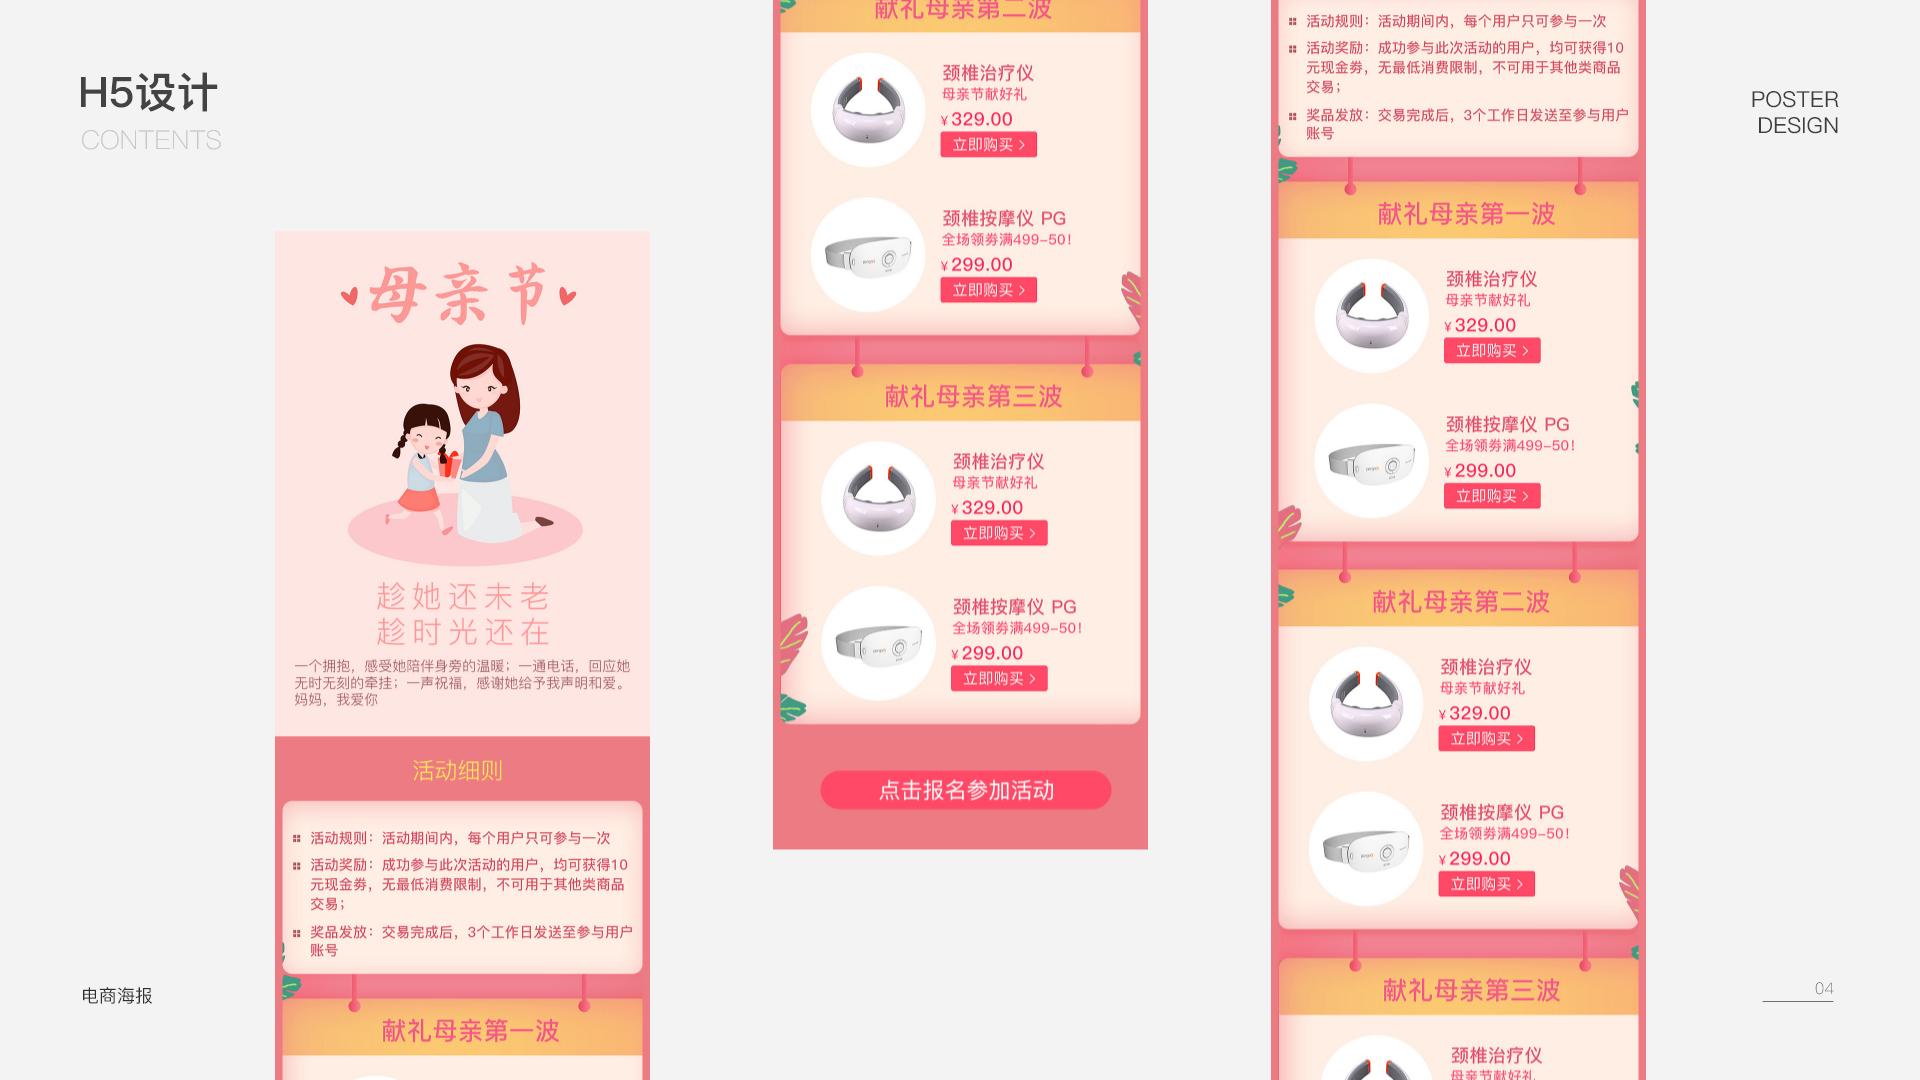 H5设计
CONTENTS
POSTER
DESIGN
母亲节
趁她还未老
趁时光还在
一个拥抱，感受她陪伴身旁的温暖；一通电话，回应她
无时无刻的牵挂；一声祝福，感谢她给予我声明和爱。
妈妈，我爱你
活动细则
活动规则：活动期间内，每个用户只可参与一次
活动奖励：成功参与此次活动的用户，均可获得10
元现金券，无最低消费限制，不可用于其他类商品
交易；
奖品发放：交易完成后，3个工作日发送至参与用户
账号
献礼母亲第一波
献礼母亲第二波
颈椎治疗仪
母亲节献好礼
¥329.00
立即购买 >
颈椎按摩仪 PG
全场领券满499-50！
¥299.00
立即购买 >
献礼母亲第三波
颈椎治疗仪
母亲节献好礼
¥329.00
立即购买 >
颈椎按摩仪 PG
全场领券满499-50！
¥299.00
立即购买 >
点击报名参加活动
活动规则：活动期间内，每个用户只可参与一次
活动奖励：成功参与此次活动的用户，均可获得10
元现金券，无最低消费限制，不可用于其他类商品
交易；
奖品发放：交易完成后，3个工作日发送至参与用户
账号
献礼母亲第一波
颈椎治疗仪
母亲节献好礼
¥329.00
立即购买 >
颈椎按摩仪 PG
全场领券满499-50！
¥299.00
立即购买 >
献礼母亲第二波
颈椎治疗仪
母亲节献好礼
¥329.00
立即购买 >
颈椎按摩仪 PG
全场领券满499-50！
¥299.00
立即购买 >
献礼母亲第三波
颈椎治疗仪
母亲节献好礼
电商海报
04